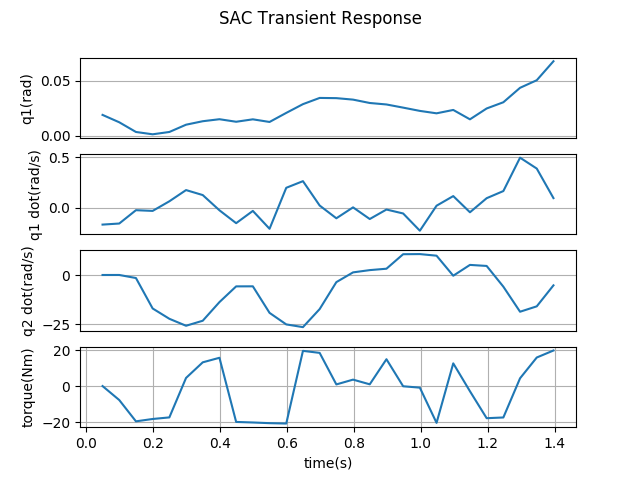 SAC Transient Response
q1(rad)
0.05
0.00
q1 dot(rad/s)
0.5
0.0
q2 dot(rad/s)
0
−25
torque(Nm)
20
0
−20
0.0 0.2 0.4 0.6 0.8 1.0 1.2 1.4
time(s)